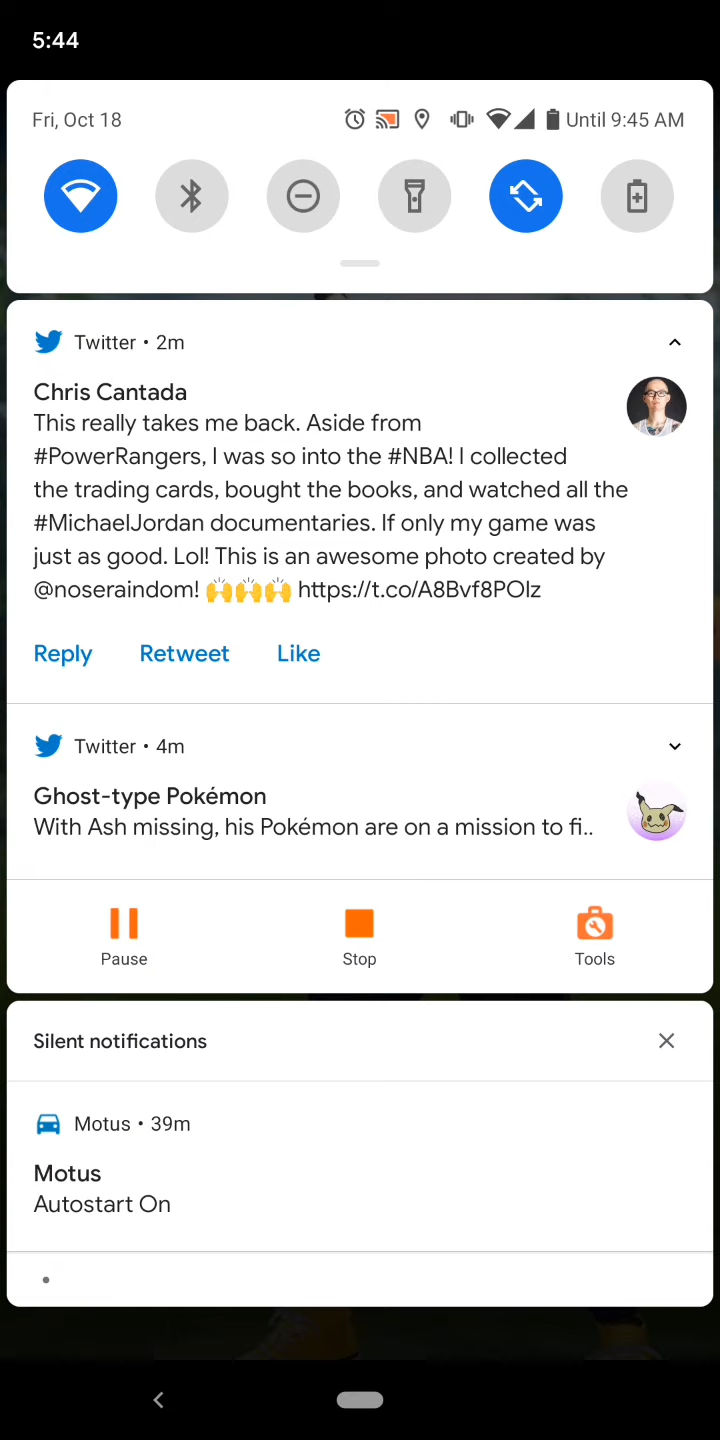 5:44
Fri, Oct 18
Until 9:45 AM
Twitter • 2m
Chris Cantada
This really takes me back. Aside from
#PowerRangers, I was so into the #NBA! I collected
the trading cards, bought the books, and watched all the
#MichaelJordan documentaries. If only my game was
just as good. Lol! This is an awesome photo created by
@noseraindom! 🙌🙌🙌 https://t.co/A8Bvf8POIz
Reply Retweet Like
Twitter • 4m
Ghost-type Pokémon
With Ash missing, his Pokémon are on a mission to fi..
Pause Stop Tools
Silent notifications
Motus • 39m
Motus
Autostart On